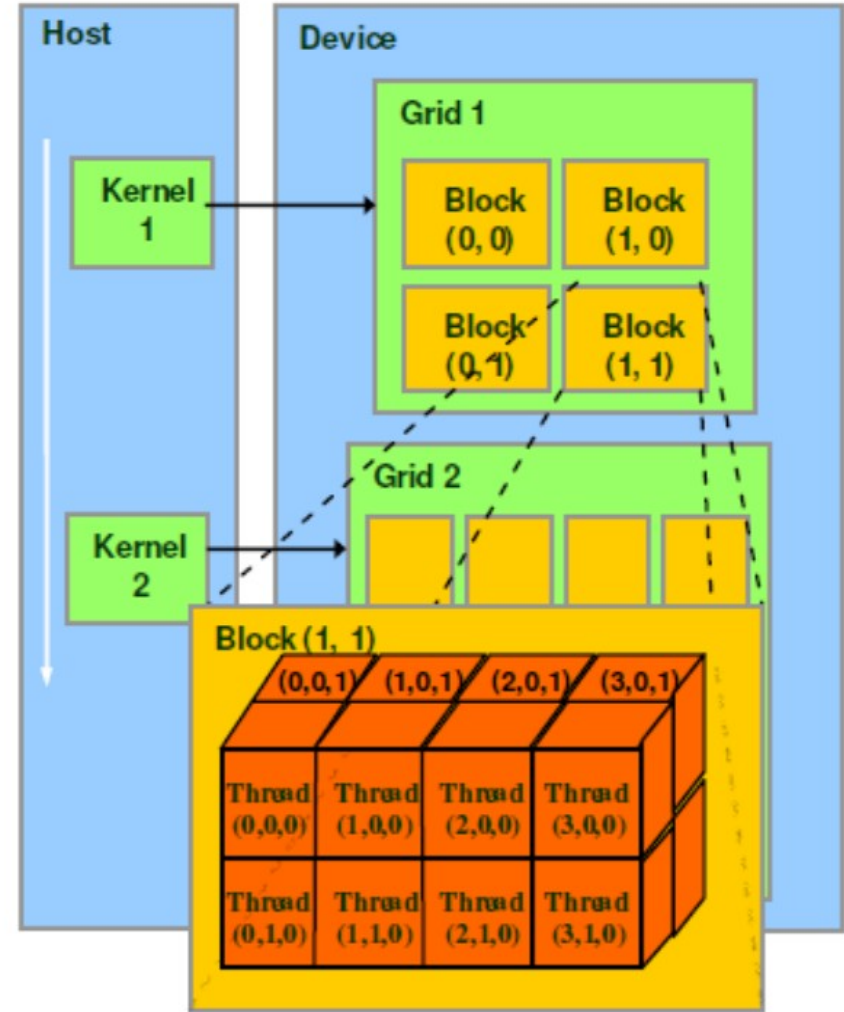 Host
Device
Grid 1
Kernel
1
Block
(0, 0)
Block
(1, 0)
Block
(0, 1)
Block
(1, 1)
Grid 2
Kernel
2
Block (1, 1)
(0,0,1) (1,0,1) (2,0,1) (3,0,1)
Thread
(0,0,0)
Thread
(1,0,0)
Thread
(2,0,0)
Thread
(3,0,0)
Thread
(0,1,0)
Thread
(1,1,0)
Thread
(2,1,0)
Thread
(3,1,0)